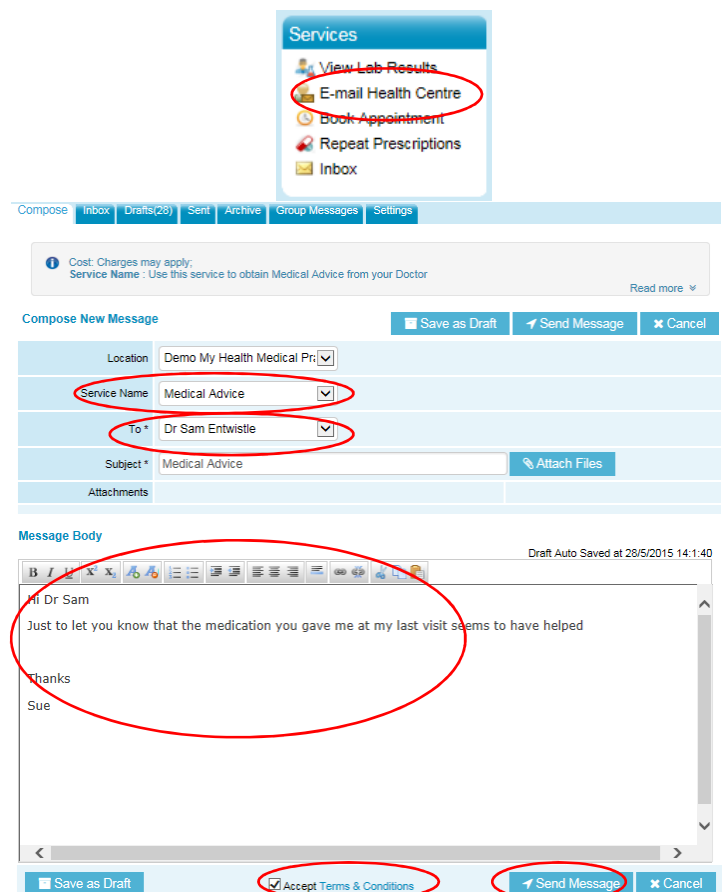 Services
View Lab Results
E-mail Health Centre
Book Appointment
Repeat Prescriptions
Inbox
Compose Inbox Drafts(28) Sent Archive Group Messages Settings
Cost: Charges may apply;
Service Name : Use this service to obtain Medical Advice from your Doctor
Read more
Compose New Message Save as Draft Send Message Cancel
Location Demo My Health Medical Pr
Service Name Medical Advice
To * Dr Sam Entwistle
Subject * Medical Advice Attach Files
Attachments
Message Body
Draft Auto Saved at 28/5/2015 14:1:40
B I U X² X₂
Hi Dr Sam
Just to let you know that the medication you gave me at my last visit seems to have helped
Thanks
Sue
Save as Draft Accept Terms & Conditions Send Message Cancel